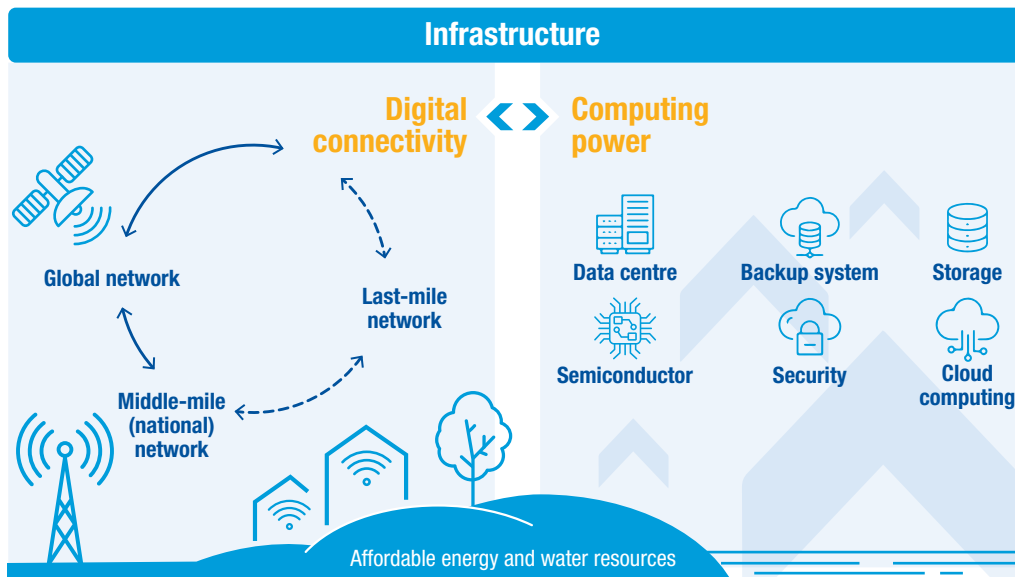 Infrastructure
Digital
connectivity
Computing
power
Global network
Last-mile
network
Middle-mile
(national)
network
Data centre
Backup system
Storage
Semiconductor
Security
Cloud
computing
Affordable energy and water resources